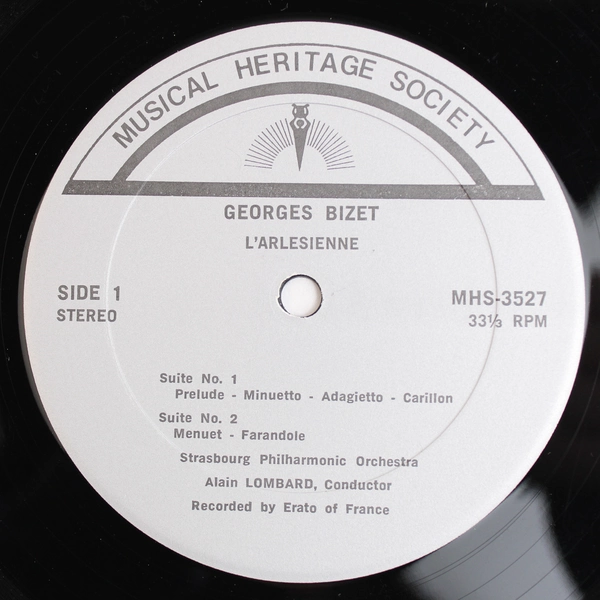 MUSICAL HERITAGE SOCIETY
GEORGES BIZET
L'ARLESIENNE
SIDE 1
STEREO
MHS-3527
33⅓ RPM
Suite No. 1
Prelude - Minuetto - Adagietto - Carillon
Suite No. 2
Menuet - Farandole
Strasbourg Philharmonic Orchestra
Alain LOMBARD, Conductor
Recorded by Erato of France